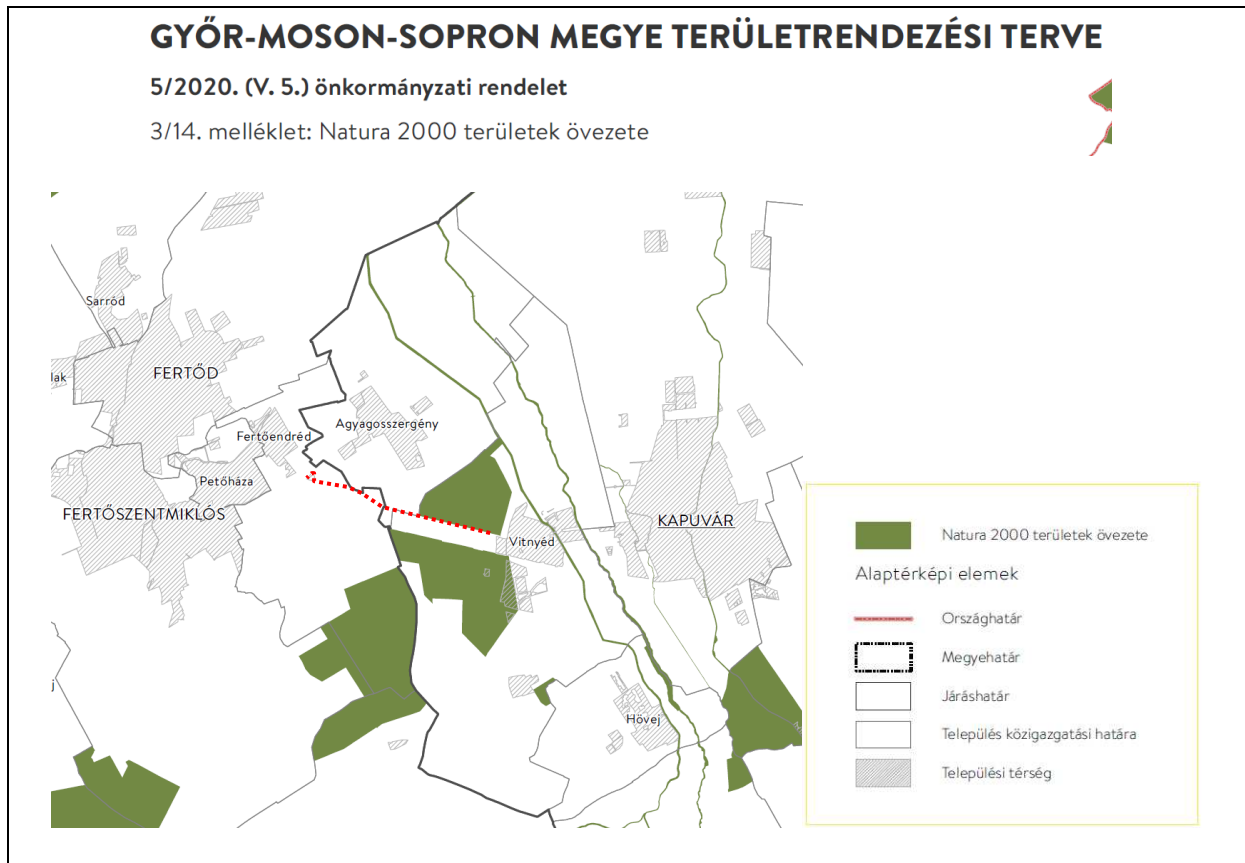 GYŐR-MOSON-SOPRON MEGYE TERÜLETRENDEZÉSI TERVE
5/2020. (V. 5.) önkormányzati rendelet
3/14. melléklet: Natura 2000 területek övezete
Sarród
lak
FERTŐD
Agyagosszergény
Fertőendréd
Petőháza
FERTŐSZENTMIKLÓS
KAPUVÁR
Vitnyéd
j
Hövej
Natura 2000 területek övezete
Alaptérképi elemek
Országhatár
Megyehatár
Járáshatár
Település közigazgatási határa
Települési térség